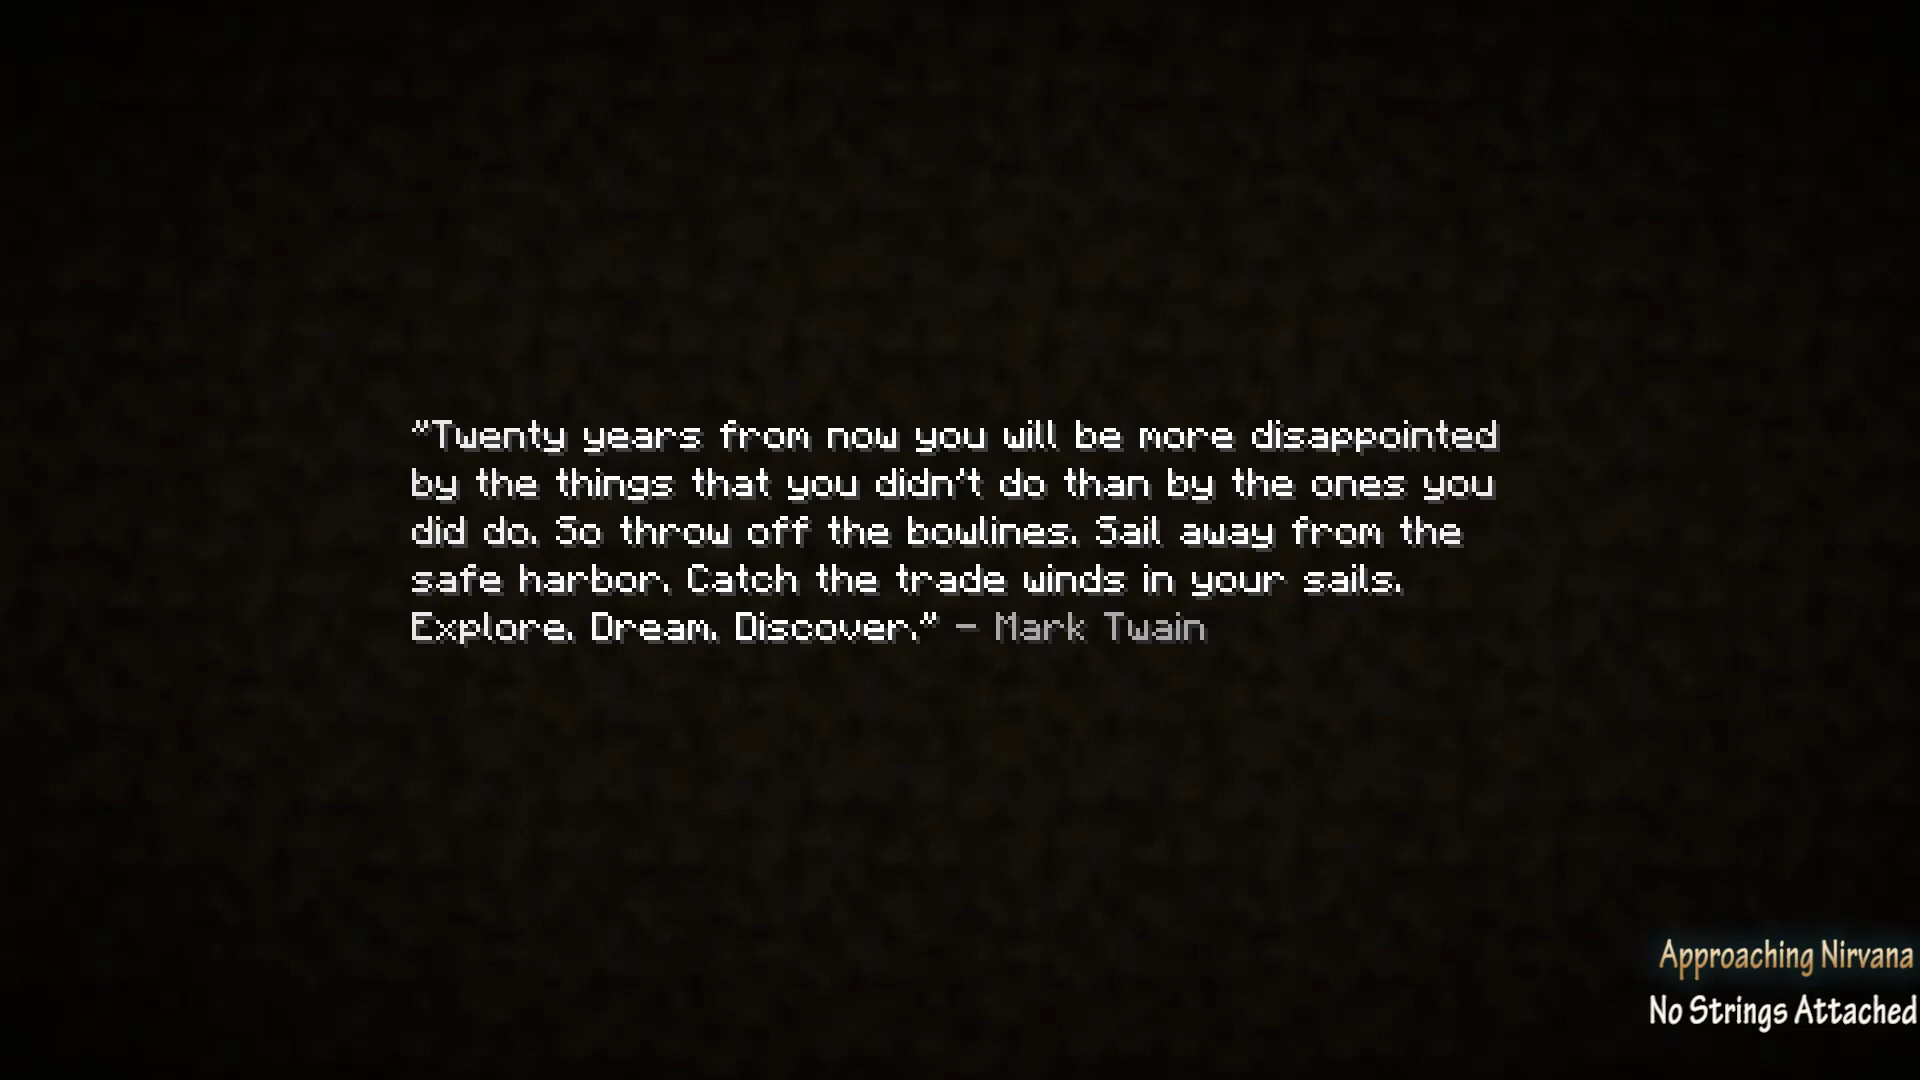 "Twenty years from now you will be more disappointed
by the things that you didn't do than by the ones you
did do. So throw off the bowlines. Sail away from the
safe harbor. Catch the trade winds in your sails.
Explore. Dream. Discover." - Mark Twain
Approaching Nirvana
No Strings Attached